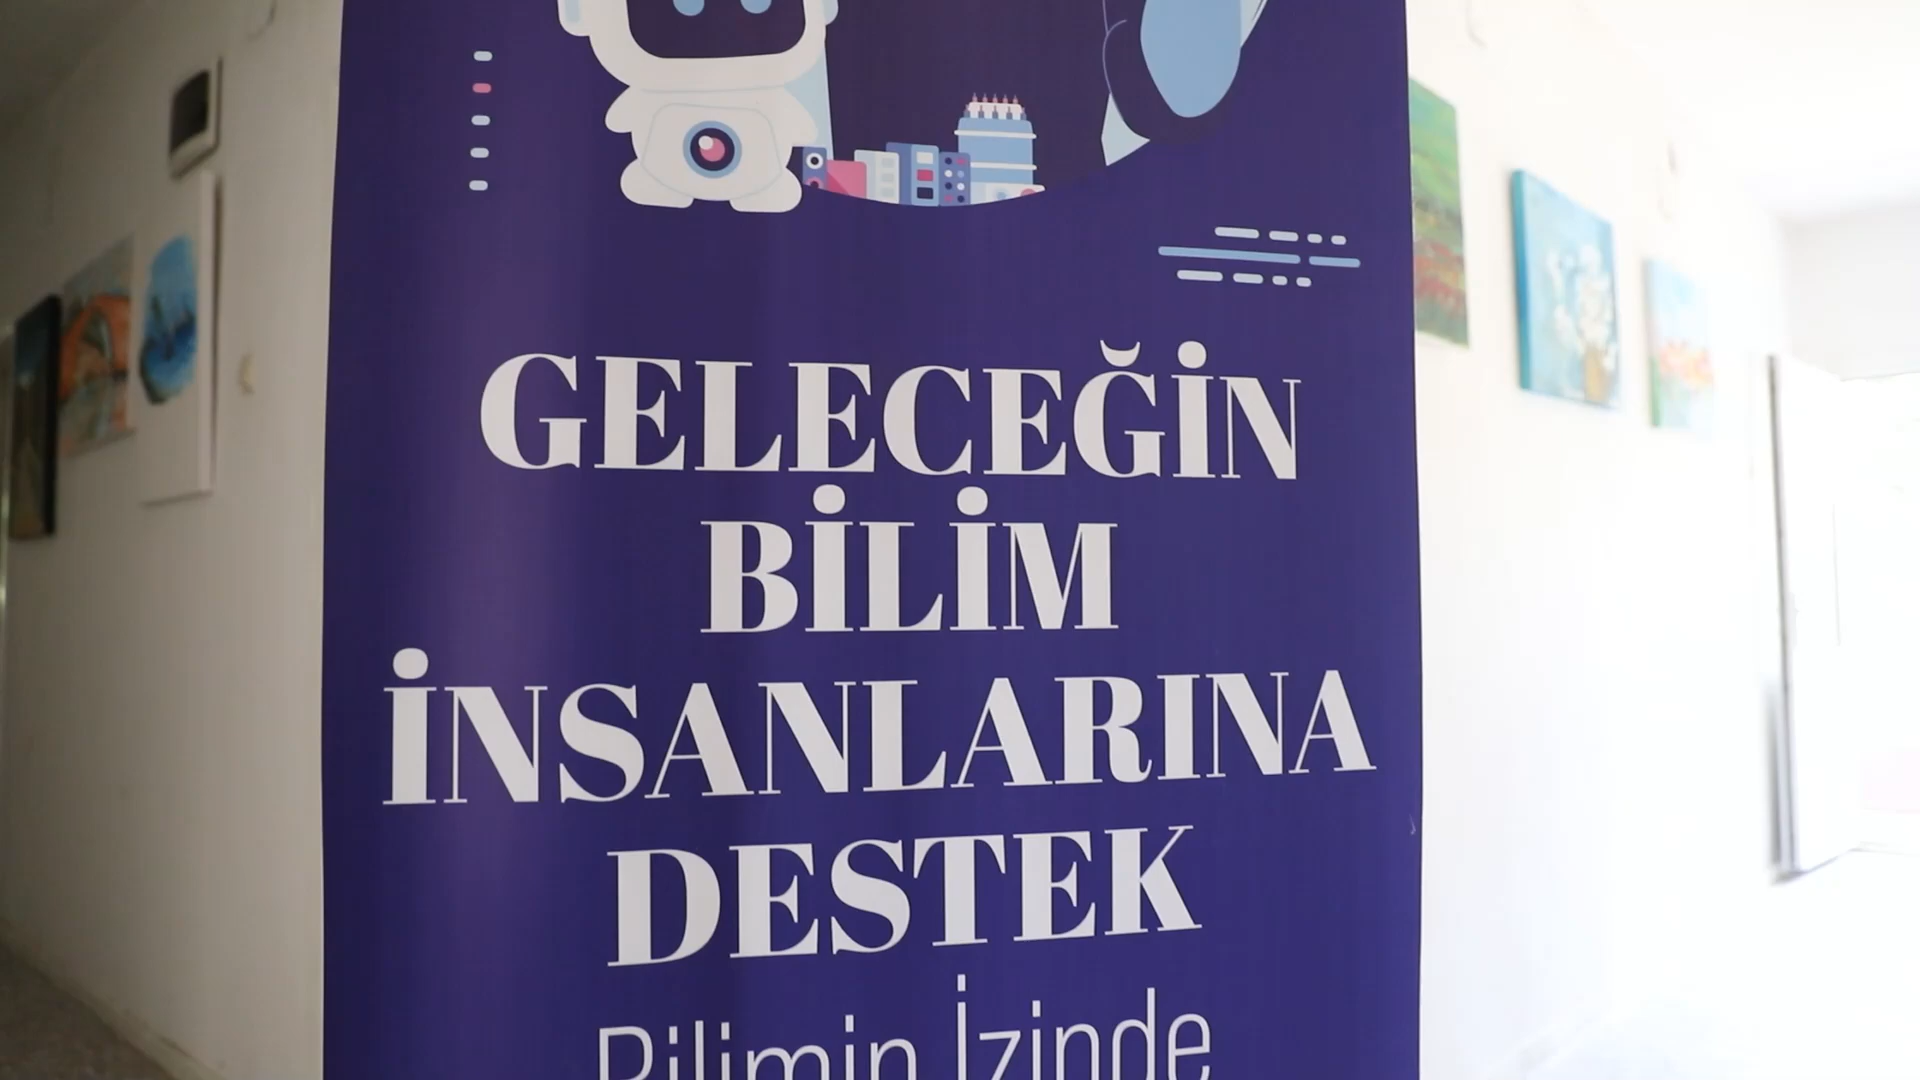 GELECEĞİN
BİLİM
İNSANLARINA
DESTEK
Bilimin İzinde